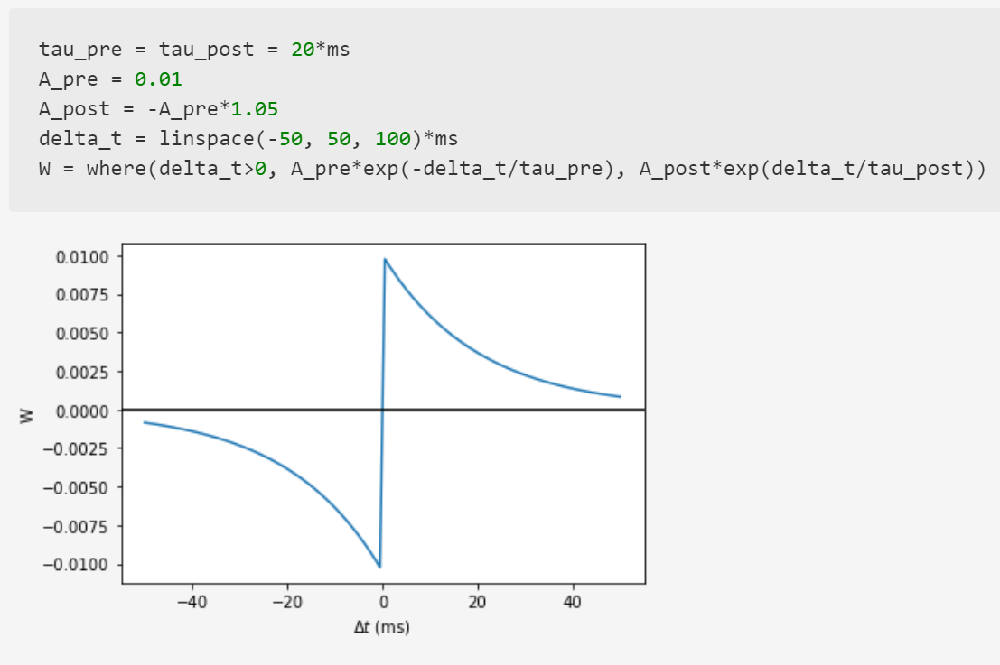 tau_pre = tau_post = 20*ms
A_pre = 0.01
A_post = -A_pre*1.05
delta_t = linspace(-50, 50, 100)*ms
W = where(delta_t>0, A_pre*exp(-delta_t/tau_pre), A_post*exp(delta_t/tau_post))
0.0100
0.0075
0.0050
0.0025
0.0000
−0.0025
−0.0050
−0.0075
−0.0100
W
−40 −20 0 20 40
Δt (ms)